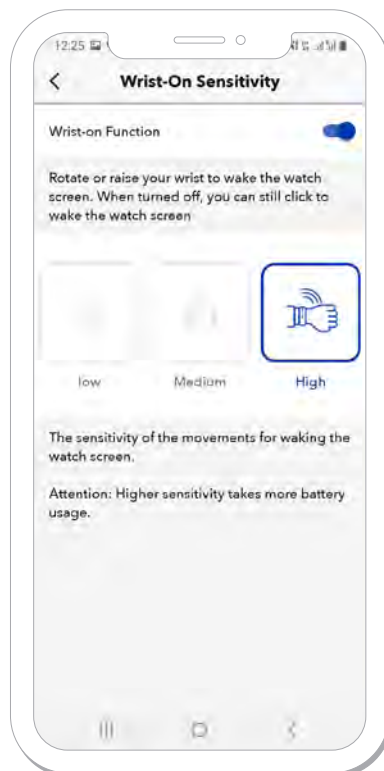 12:25
Wrist-On Sensitivity
Wrist-on Function
Rotate or raise your wrist to wake the watch
screen. When turned off, you can still click to
wake the watch screen
low
Medium
High
The sensitivity of the movements for waking the
watch screen.
Attention: Higher sensitivity takes more battery
usage.